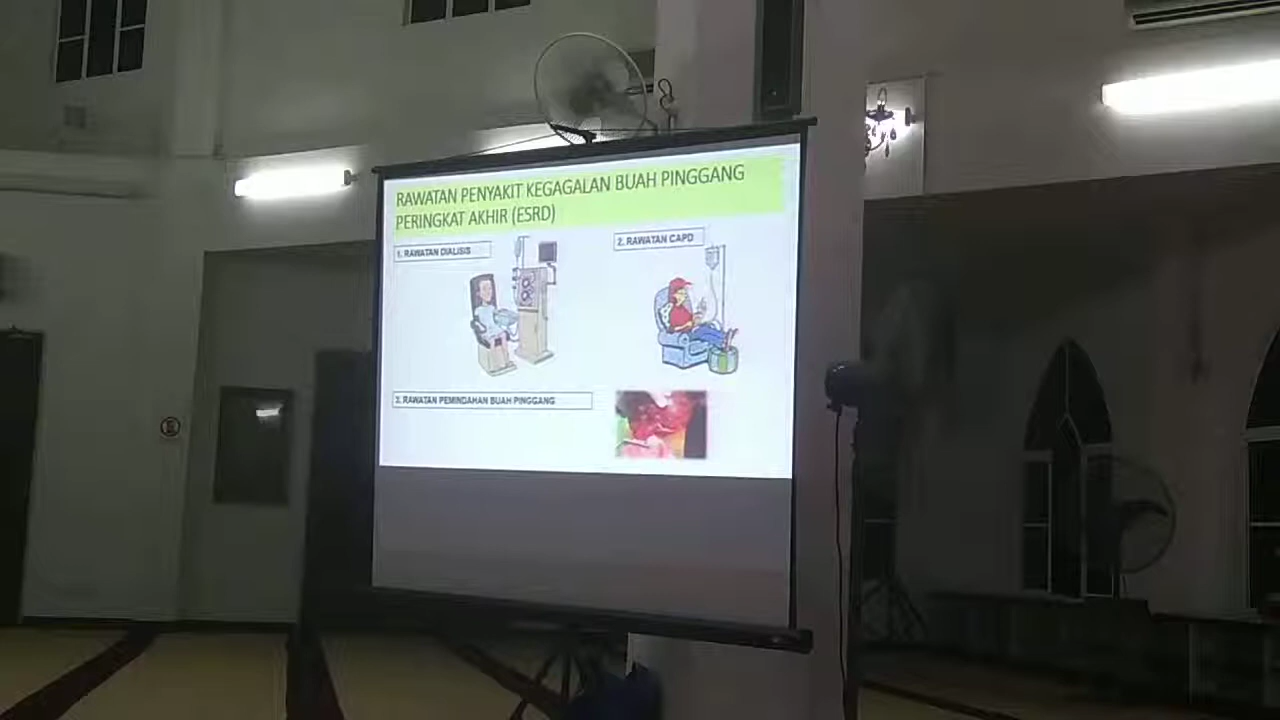 RAWATAN PENYAKIT KEGAGALAN BUAH PINGGANG
PERINGKAT AKHIR (ESRD)
1. RAWATAN DIALISIS
2. RAWATAN CAPD
3. RAWATAN PEMINDAHAN BUAH PINGGANG